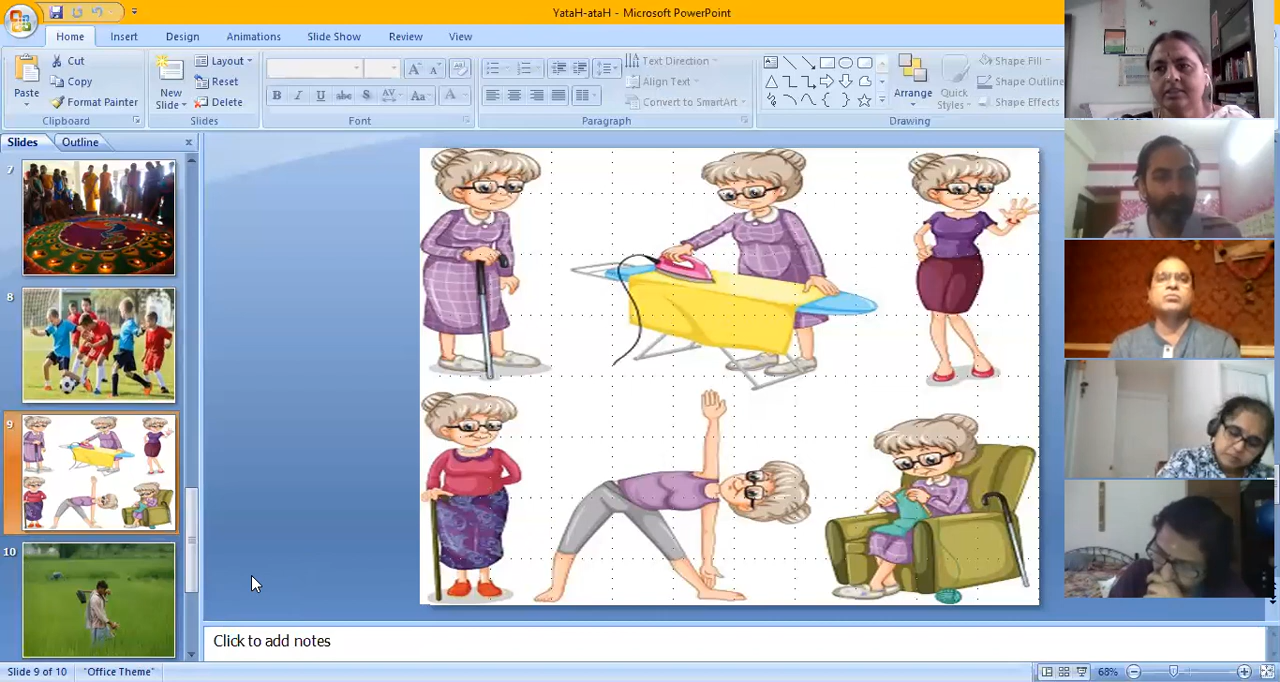 YataH-ataH - Microsoft PowerPoint
Home Insert Design Animations Slide Show Review View
Paste
Cut
Copy
Format Painter
Clipboard
New Slide
Layout
Reset
Delete
Slides
B I U abc S AV Aa A
Font
Text Direction
Align Text
Convert to SmartArt
Paragraph
Arrange
Quick Styles
Shape Fill
Shape Outline
Shape Effects
Drawing
Slides Outline
7
8
9
10
Click to add notes
Slide 9 of 10 "Office Theme" 68%